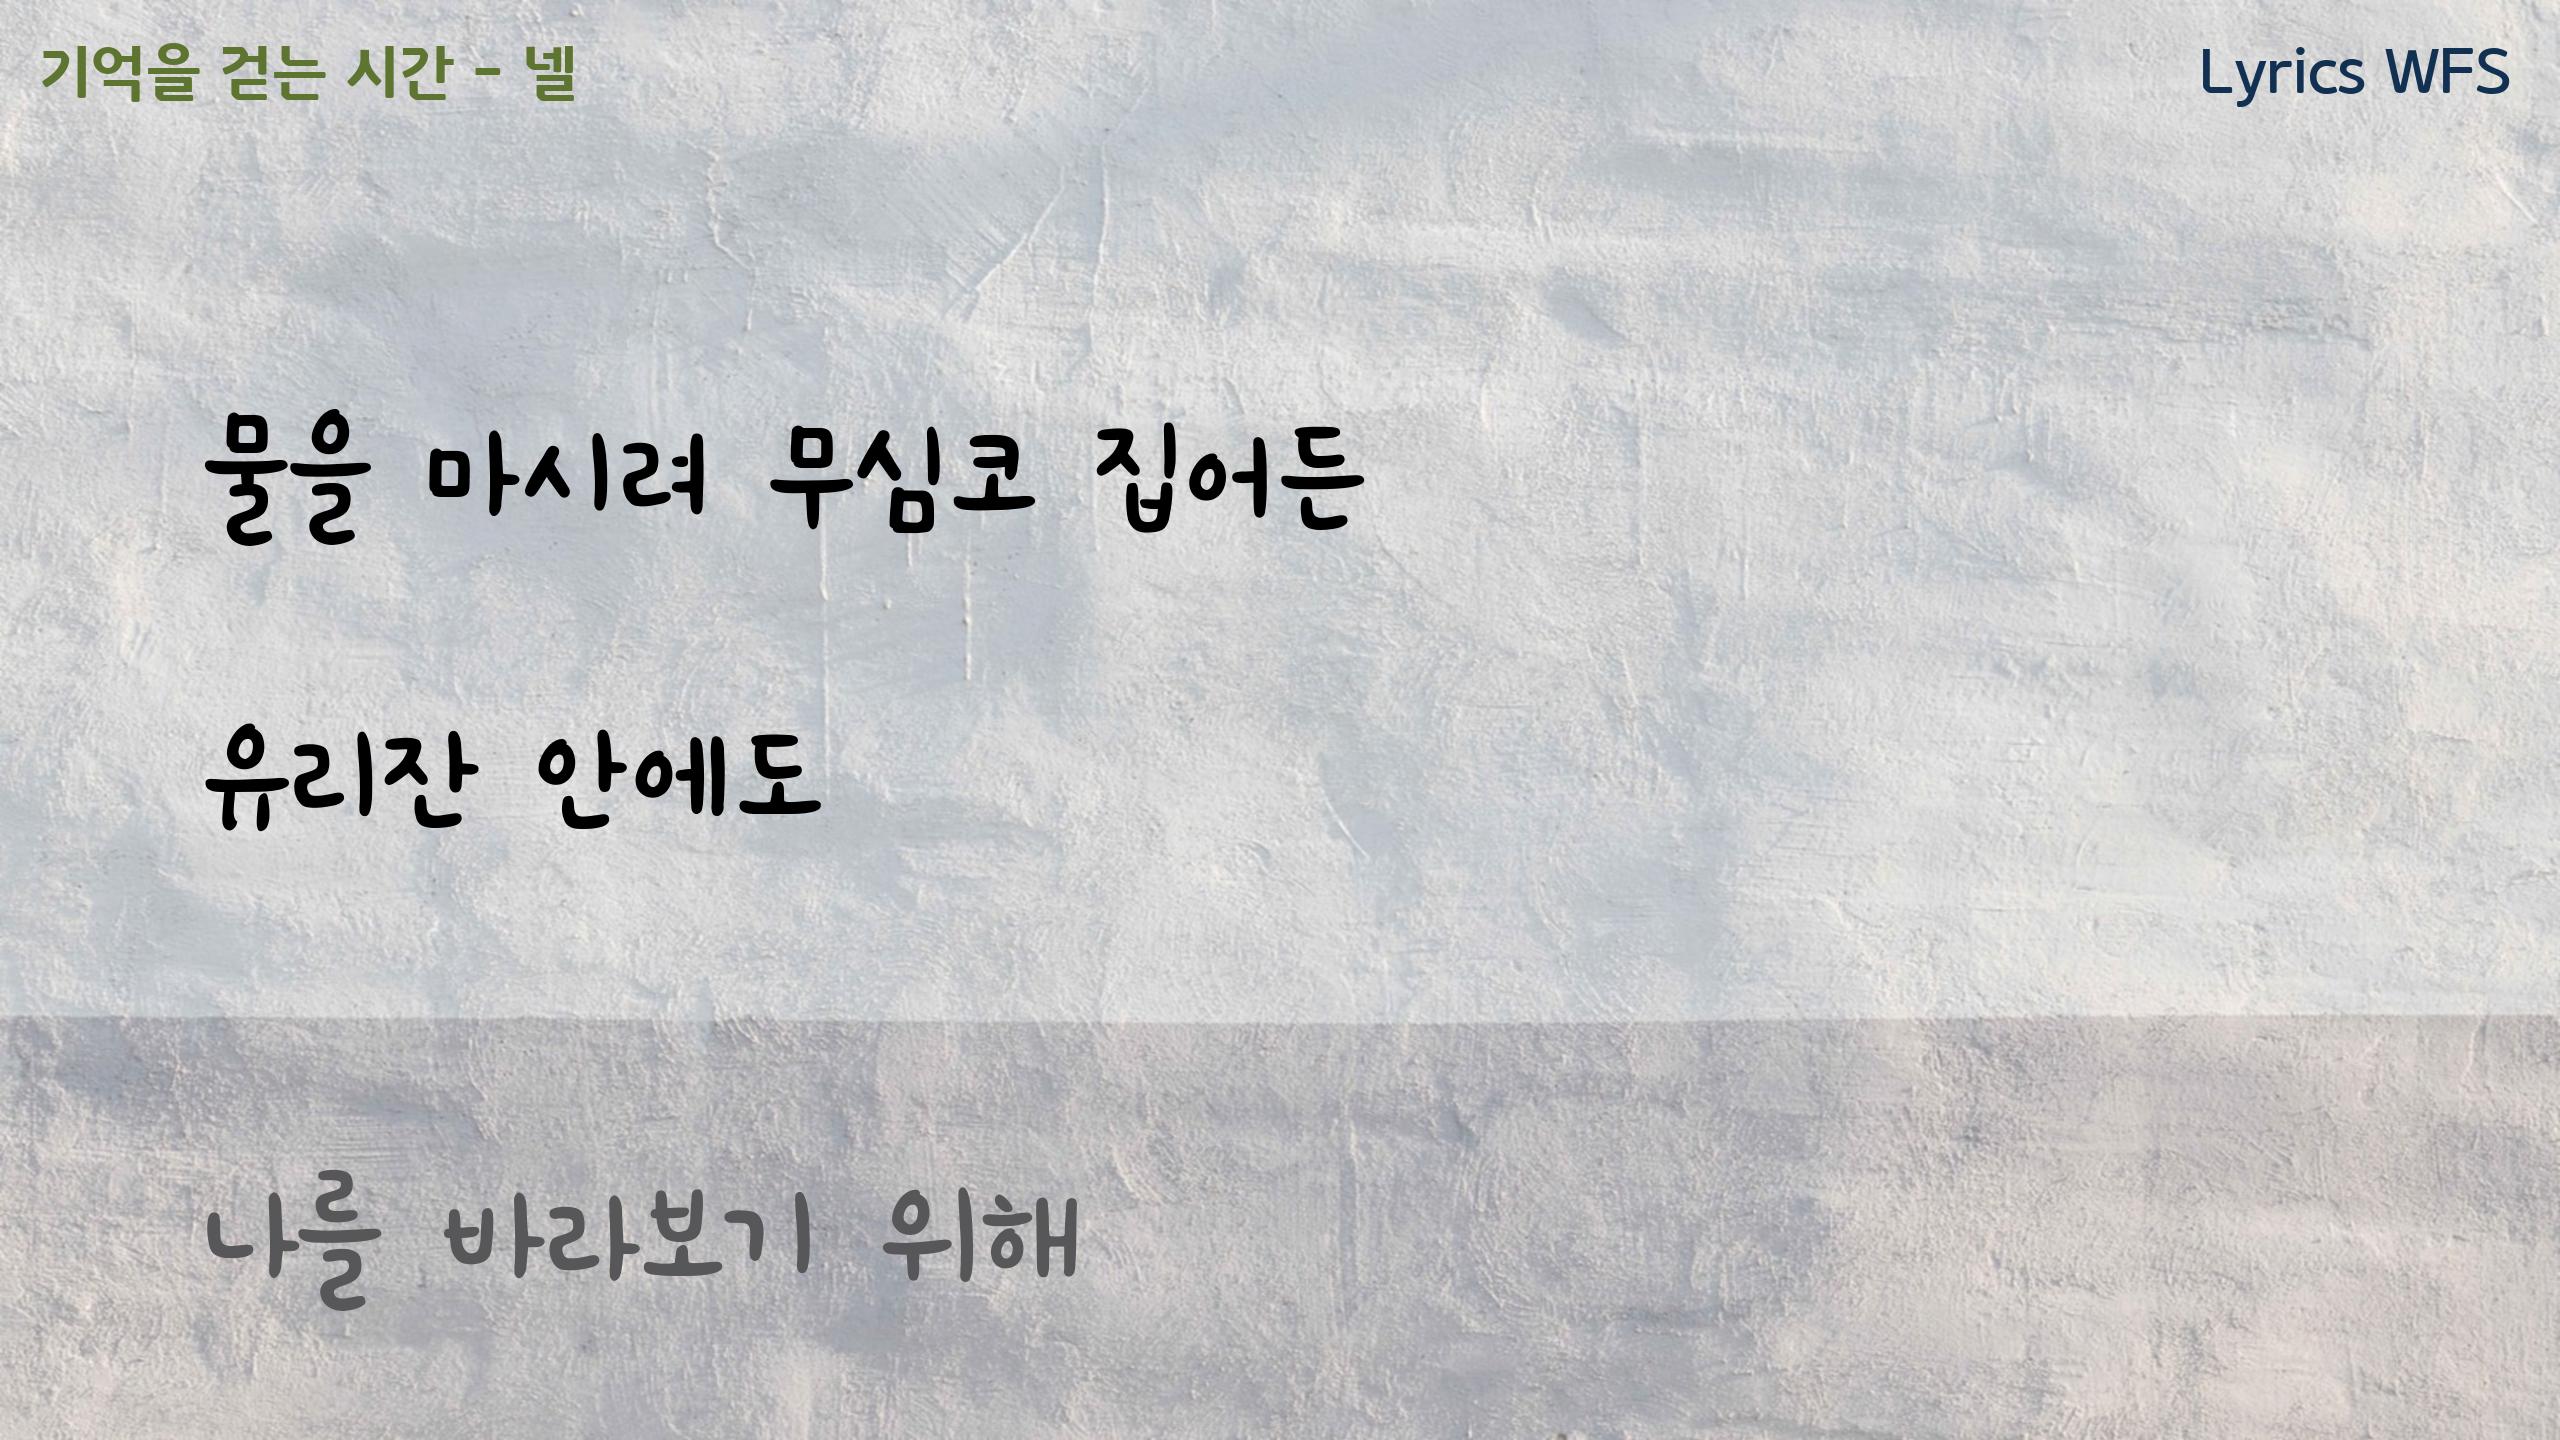 기억을 걷는 시간 - 넬
Lyrics WFS
물을 마시려 무심코 집어든
유리잔 안에도
나를 바라보기 위해